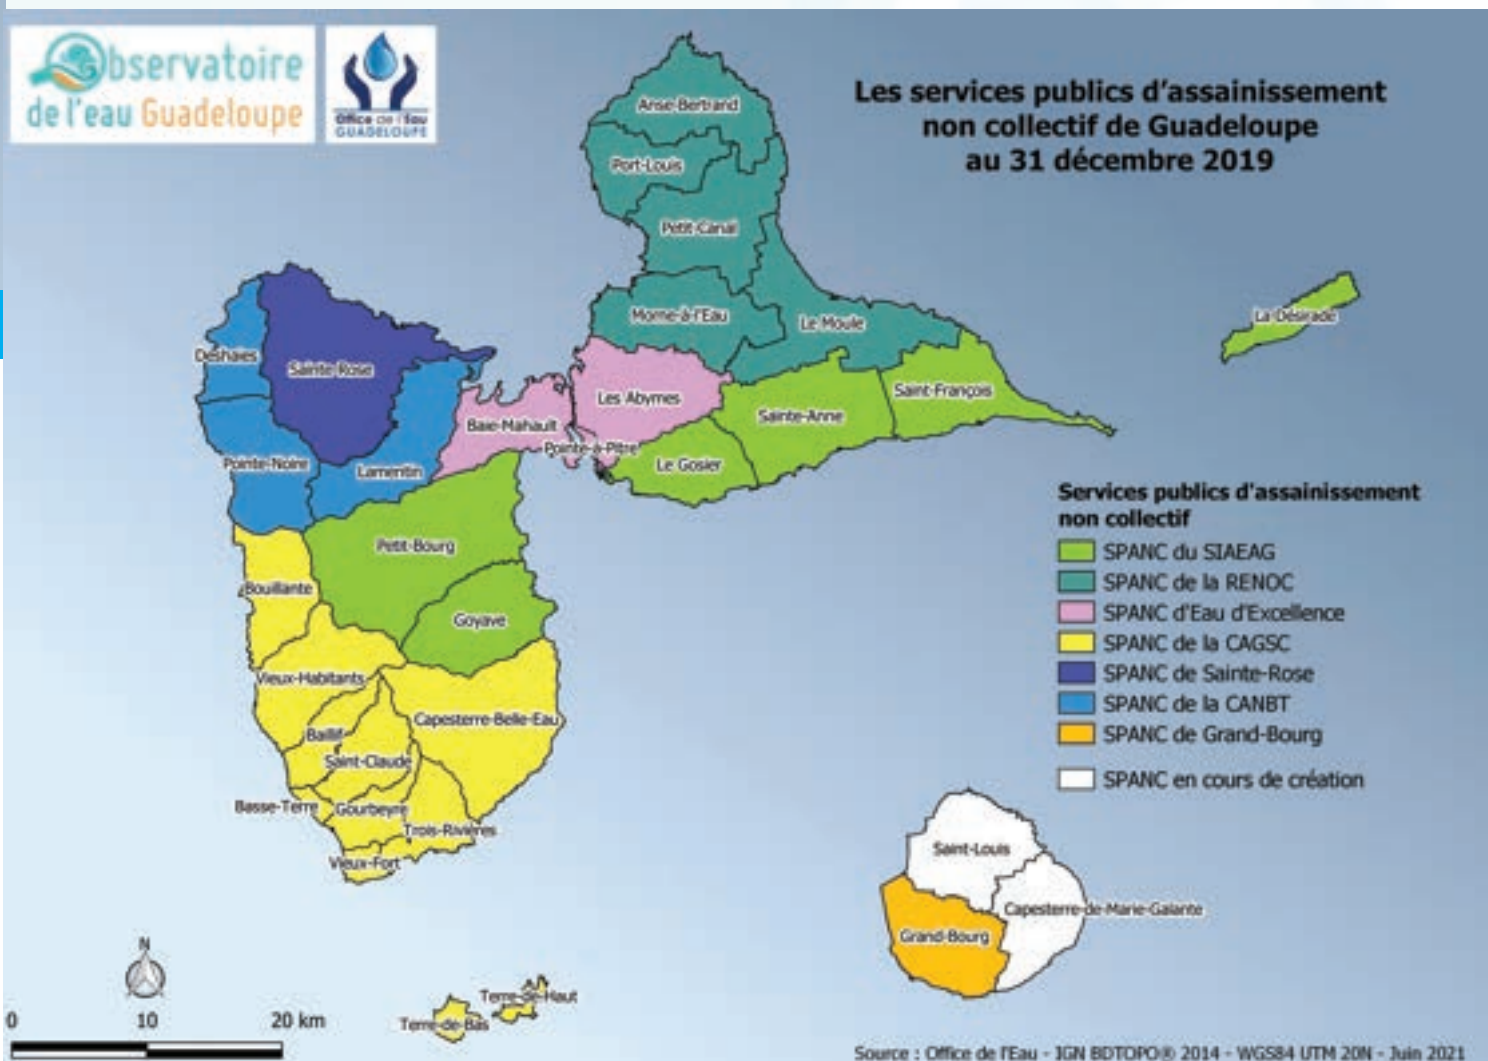 Observatoire
de l'eau Guadeloupe
Office de l'Eau
GUADELOUPE
Les services publics d'assainissement
non collectif de Guadeloupe
au 31 décembre 2019
Anse-Bertrand
Port-Louis
Petit-Canal
Morne-à-l'Eau
Le Moule
La Désirade
Deshaies
Sainte-Rose
Les Abymes
Saint-François
Sainte-Anne
Baie-Mahault
Pointe-à-Pitre
Pointe-Noire
Lamentin
Le Gosier
Petit-Bourg
Bouillante
Goyave
Vieux-Habitants
Capesterre-Belle-Eau
Baillif
Saint-Claude
Basse-Terre
Gourbeyre
Trois-Rivières
Vieux-Fort
Services publics d'assainissement
non collectif
SPANC du SIAEAG
SPANC de la RENOC
SPANC d'Eau d'Excellence
SPANC de la CAGSC
SPANC de Sainte-Rose
SPANC de la CANBT
SPANC de Grand-Bourg
SPANC en cours de création
Saint-Louis
Capesterre-de-Marie-Galante
Grand-Bourg
N
Terre-de-Haut
Terre-de-Bas
0 10 20 km
Source : Office de l'Eau - IGN BDTOPO® 2014 - WGS84 UTM 20N - Juin 2021